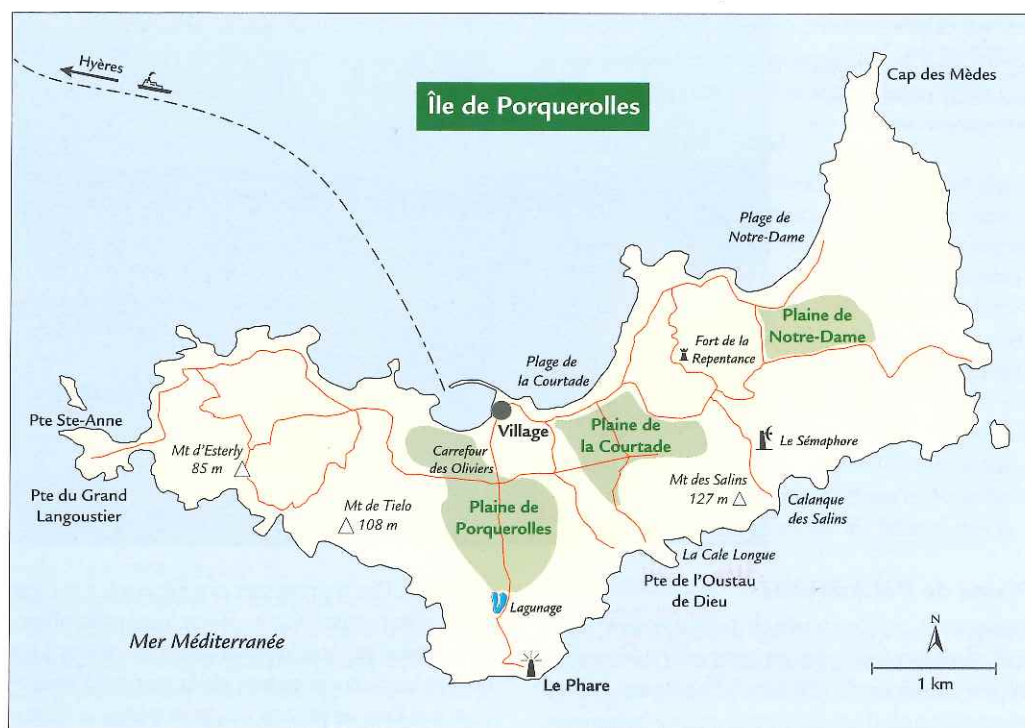 Hyères
Île de Porquerolles
Cap des Mèdes
Plage de
Notre-Dame
Plaine de
Notre-Dame
Fort de la
Repentance
Plage de
la Courtade
Pte Ste-Anne
Mt d'Esterly
85 m
Village
Plaine de
la Courtade
Le Sémaphore
Carrefour
des Oliviers
Pte du Grand
Langoustier
Mt de Tielo
108 m
Plaine de
Porquerolles
Mt des Salins
127 m
Calanque
des Salins
La Cale Longue
Pte de l'Oustau
de Dieu
Lagunage
Mer Méditerranée
Le Phare
N
1 km